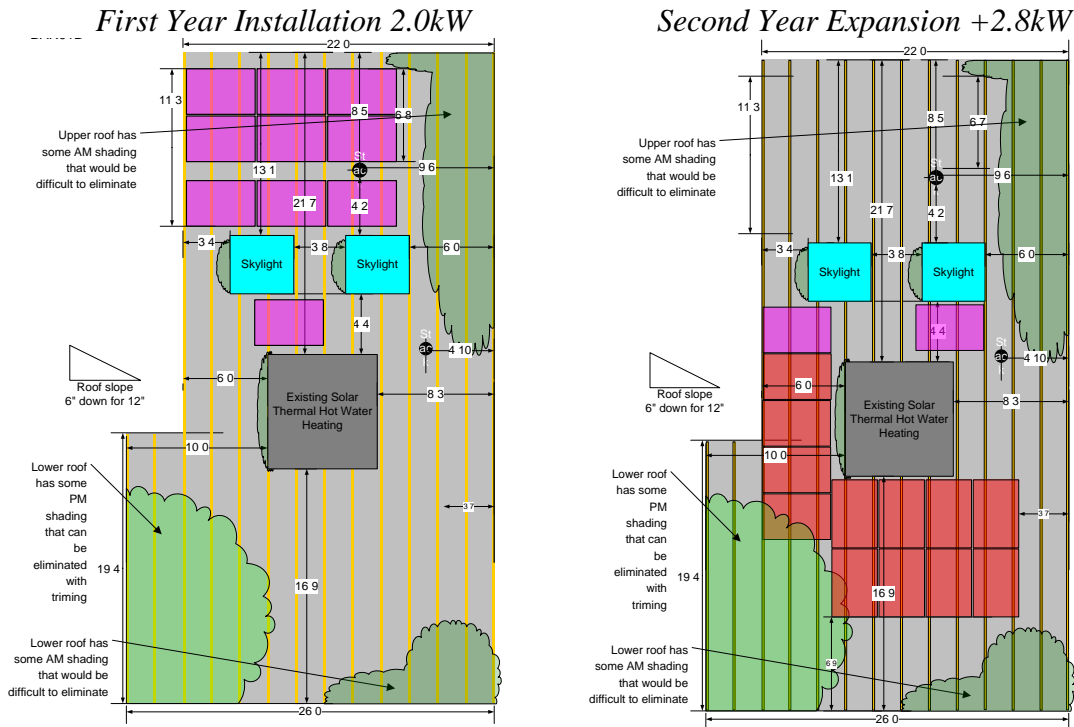 First Year Installation 2.0kW
22 0
11 3
8 5
6 8
Upper roof has
some AM shading
that would be
difficult to eliminate
St
ac
9 6
13 1
21 7
4 2
3 4
3 8
6 0
Skylight
Skylight
4 4
St
ac
4 10
Roof slope
6" down for 12"
6 0
8 3
Existing Solar
Thermal Hot Water
Heating
10 0
Lower roof
has some
PM
shading
that can
be
eliminated
with
triming
3 7
19 4
16 9
Lower roof has
some AM shading
that would be
difficult to eliminate
26 0
Second Year Expansion +2.8kW
22 0
11 3
8 5
6 7
Upper roof has
some AM shading
that would be
difficult to eliminate
St
ac
9 6
13 1
21 7
4 2
3 4
3 8
6 0
Skylight
Skylight
4 4
St
ac
4 10
Roof slope
6" down for 12"
6 0
8 3
Existing Solar
Thermal Hot Water
Heating
10 0
Lower roof
has some
PM
shading
that can
be
eliminated
with
triming
3 7
19 4
16 9
6 9
Lower roof has
some AM shading
that would be
difficult to eliminate
26 0